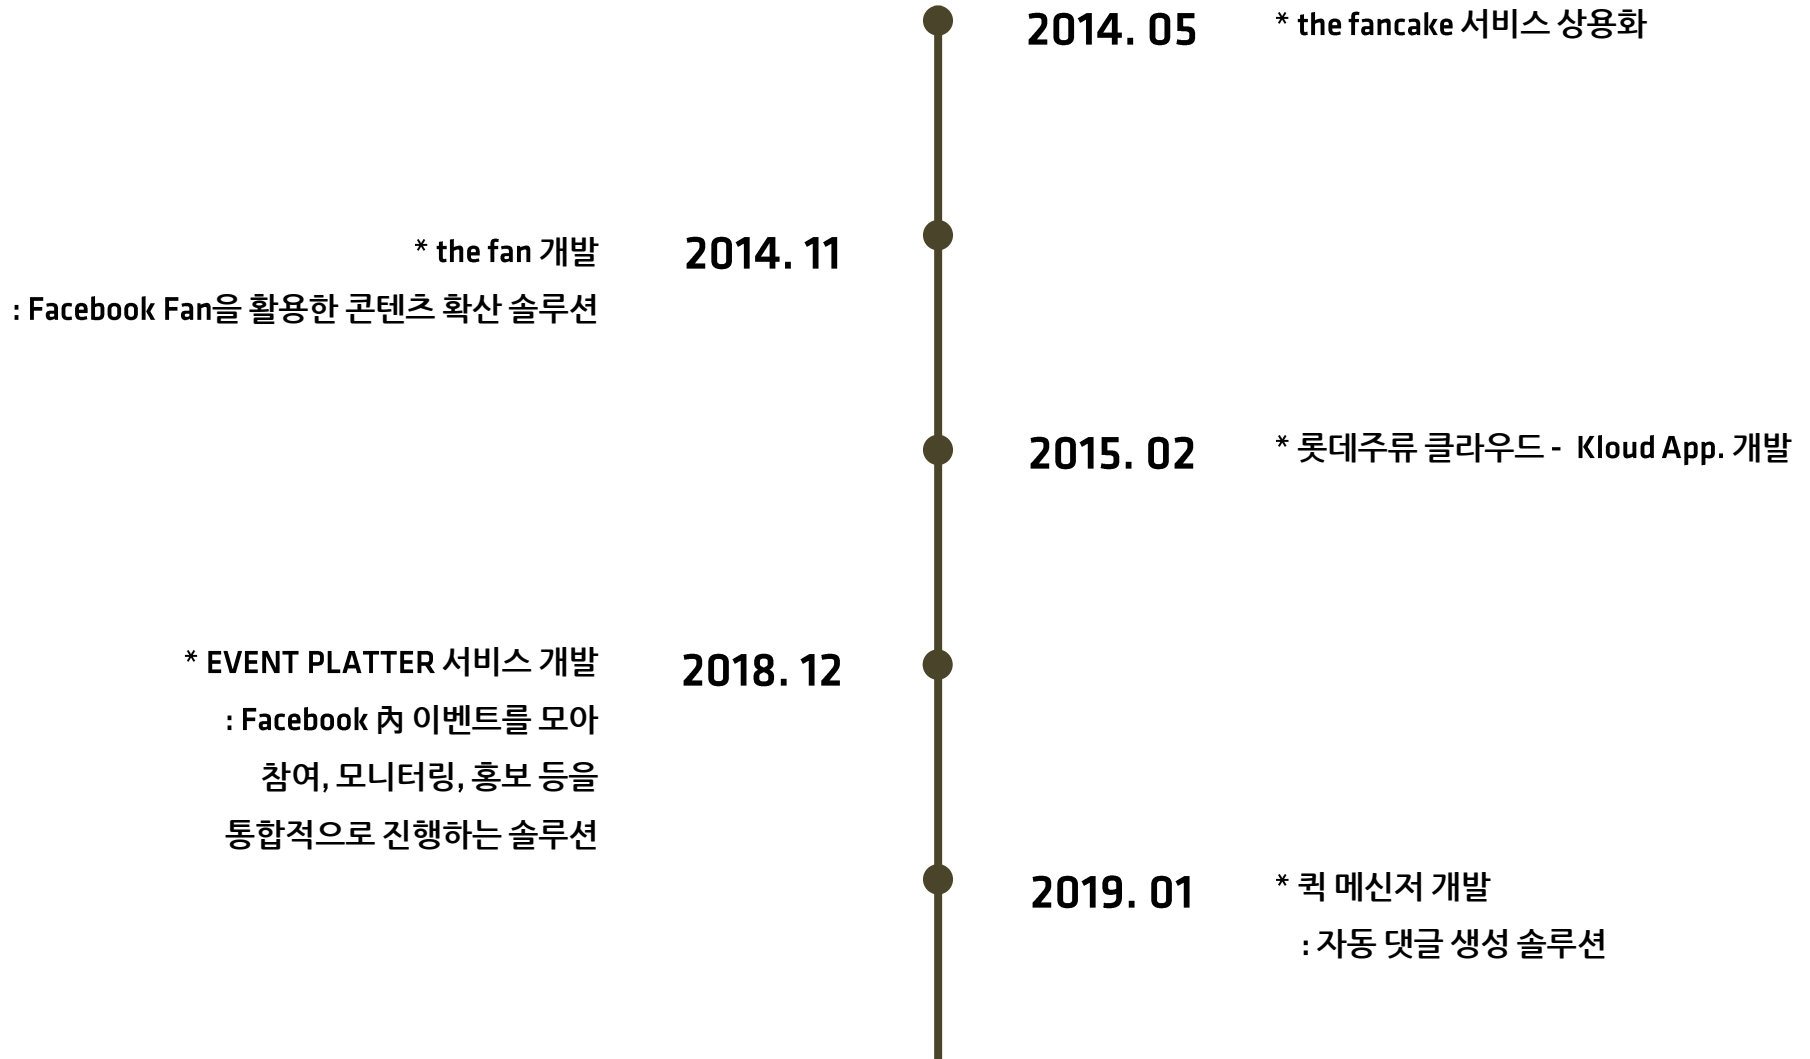 2014. 05
* the fancake 서비스 상용화
2014. 11
* the fan 개발
: Facebook Fan을 활용한 콘텐츠 확산 솔루션
2015. 02
* 롯데주류 클라우드 - Kloud App. 개발
2018. 12
* EVENT PLATTER 서비스 개발
: Facebook 內 이벤트를 모아
참여, 모니터링, 홍보 등을
통합적으로 진행하는 솔루션
2019. 01
* 퀵 메신저 개발
: 자동 댓글 생성 솔루션